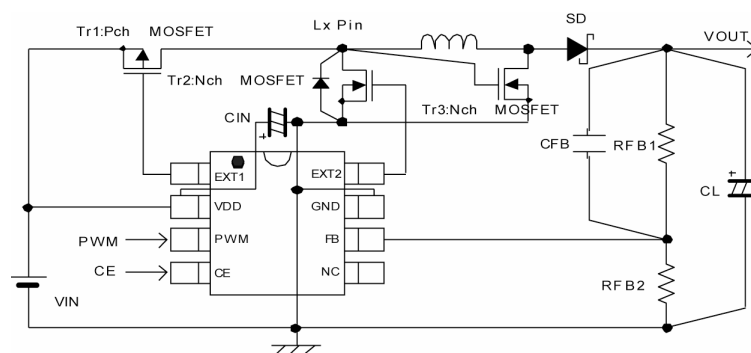 Tr1:Pch MOSFET
Lx Pin
SD
VOUT
Tr2:Nch
MOSFET
Tr3:Nch MOSFET
CIN
+
CFB
RFB1
+
CL
EXT1
EXT2
VDD
GND
PWM
PWM
FB
CE
CE
NC
VIN
RFB2